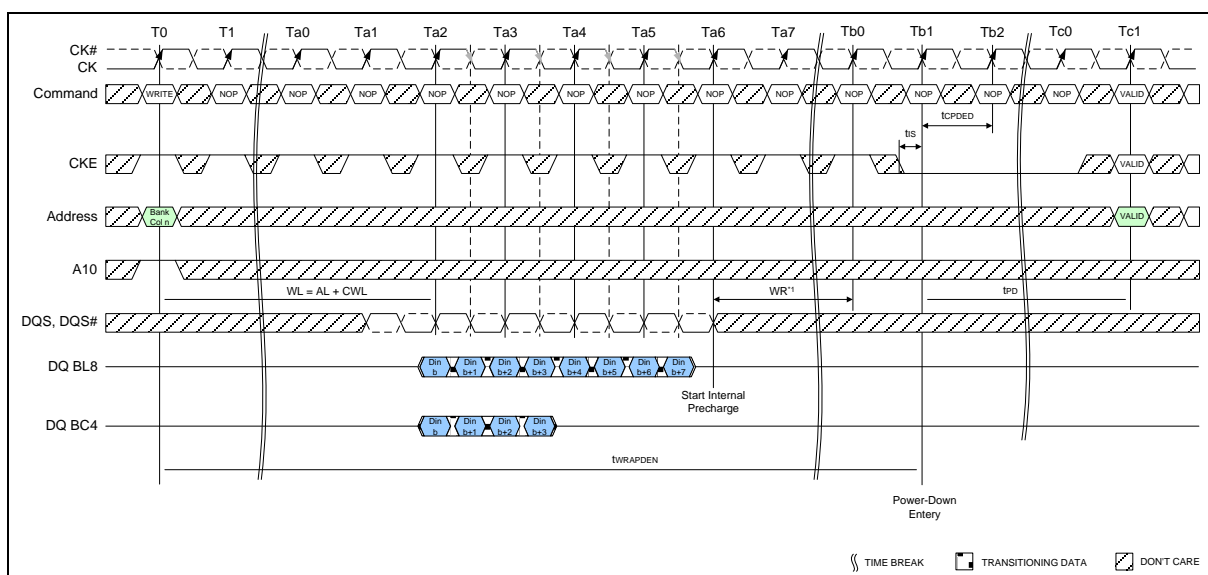 T0 T1 Ta0 Ta1 Ta2 Ta3 Ta4 Ta5 Ta6 Ta7 Tb0 Tb1 Tb2 Tc0 Tc1
CK#
CK
Command WRITE NOP NOP NOP NOP NOP NOP NOP NOP NOP NOP NOP NOP NOP VALID
tCPDED
tIS
CKE VALID
Address Bank Col n VALID
A10
WL = AL + CWL WR*1 tPD
DQS, DQS#
DQ BL8 Din b Din b+1 Din b+2 Din b+3 Din b+4 Din b+5 Din b+6 Din b+7
Start Internal
Precharge
DQ BC4 Din b Din b+1 Din b+2 Din b+3
tWRAPDEN
Power-Down
Entery
TIME BREAK TRANSITIONING DATA DON'T CARE